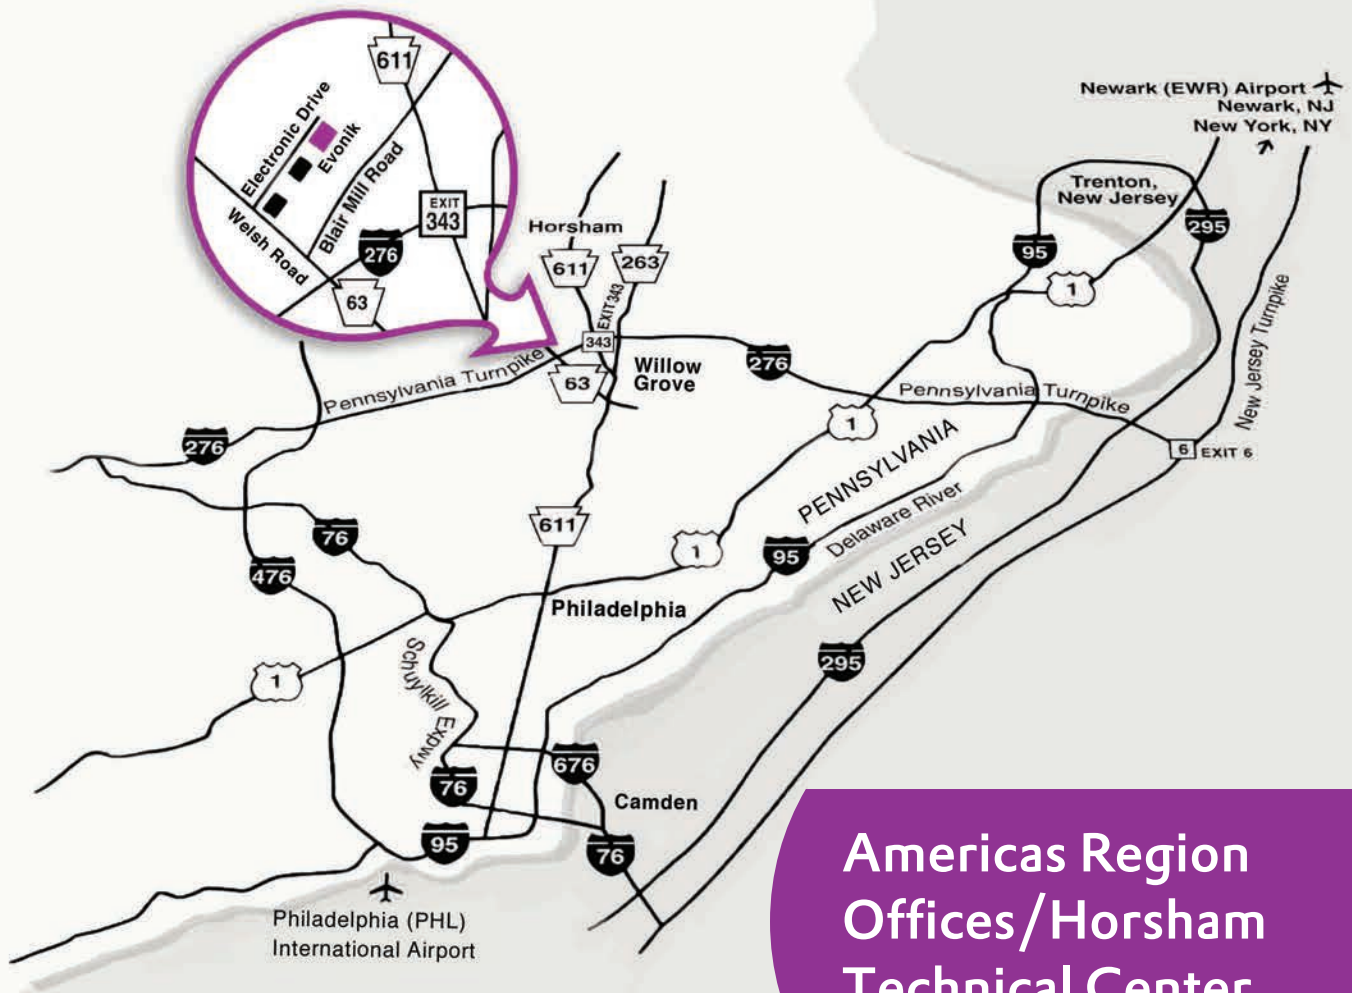 611
Electronic Drive
Evonik
Blair Mill Road
Welsh Road
EXIT
343
276
63
Newark (EWR) Airport
Newark, NJ
New York, NY
Trenton,
New Jersey
295
95
1
New Jersey Turnpike
Horsham
611
263
EXIT 343
343
Willow
Grove
63
276
Pennsylvania Turnpike
Pennsylvania Turnpike
276
1
6
EXIT 6
PENNSYLVANIA
Delaware River
NEW JERSEY
611
76
476
1
95
Philadelphia
295
1
Schuylkill Expwy
676
76
Camden
95
76
Philadelphia (PHL)
International Airport
Americas Region
Offices/Horsham
Technical Center